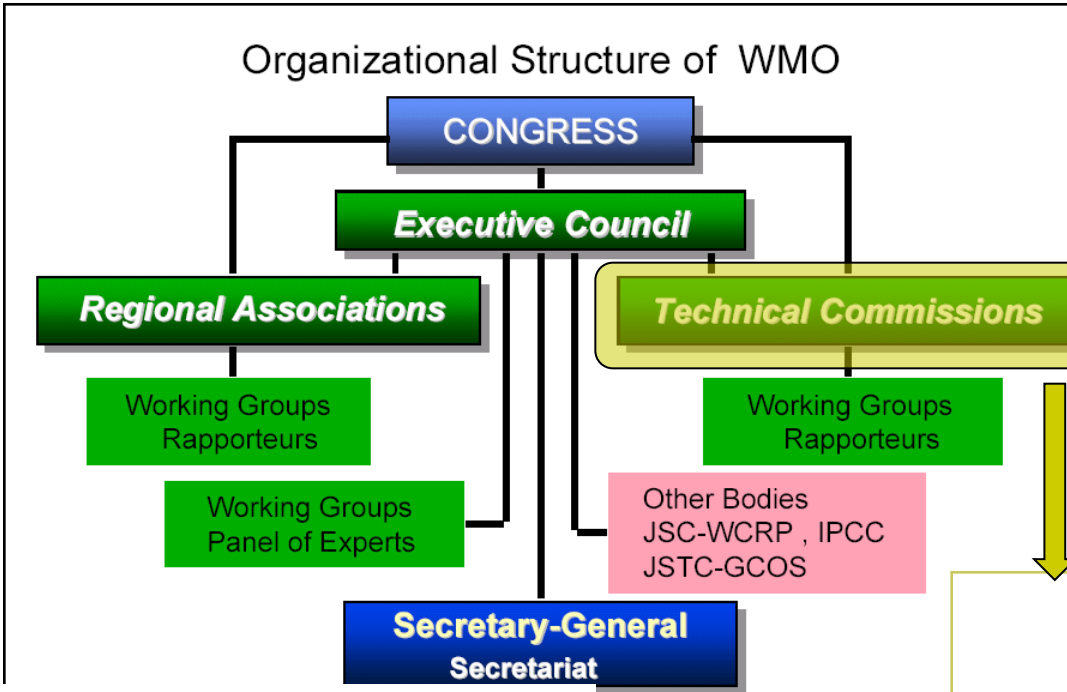 Organizational Structure of WMO
CONGRESS
Executive Council
Regional Associations
Technical Commissions
Working Groups
Rapporteurs
Working Groups
Rapporteurs
Working Groups
Panel of Experts
Other Bodies
JSC-WCRP , IPCC
JSTC-GCOS
Secretary-General
Secretariat